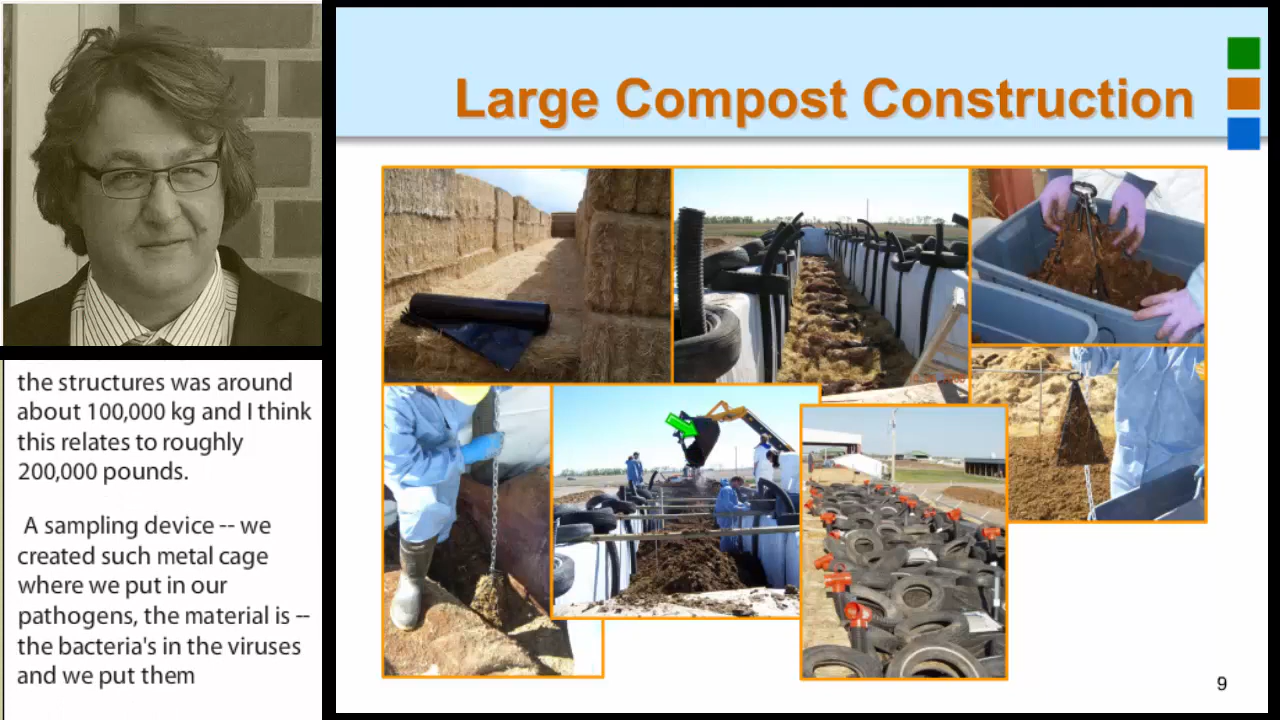 Large Compost Construction
the structures was around
about 100,000 kg and I think
this relates to roughly
200,000 pounds.
A sampling device -- we
created such metal cage
where we put in our
pathogens, the material is --
the bacteria's in the viruses
and we put them
9